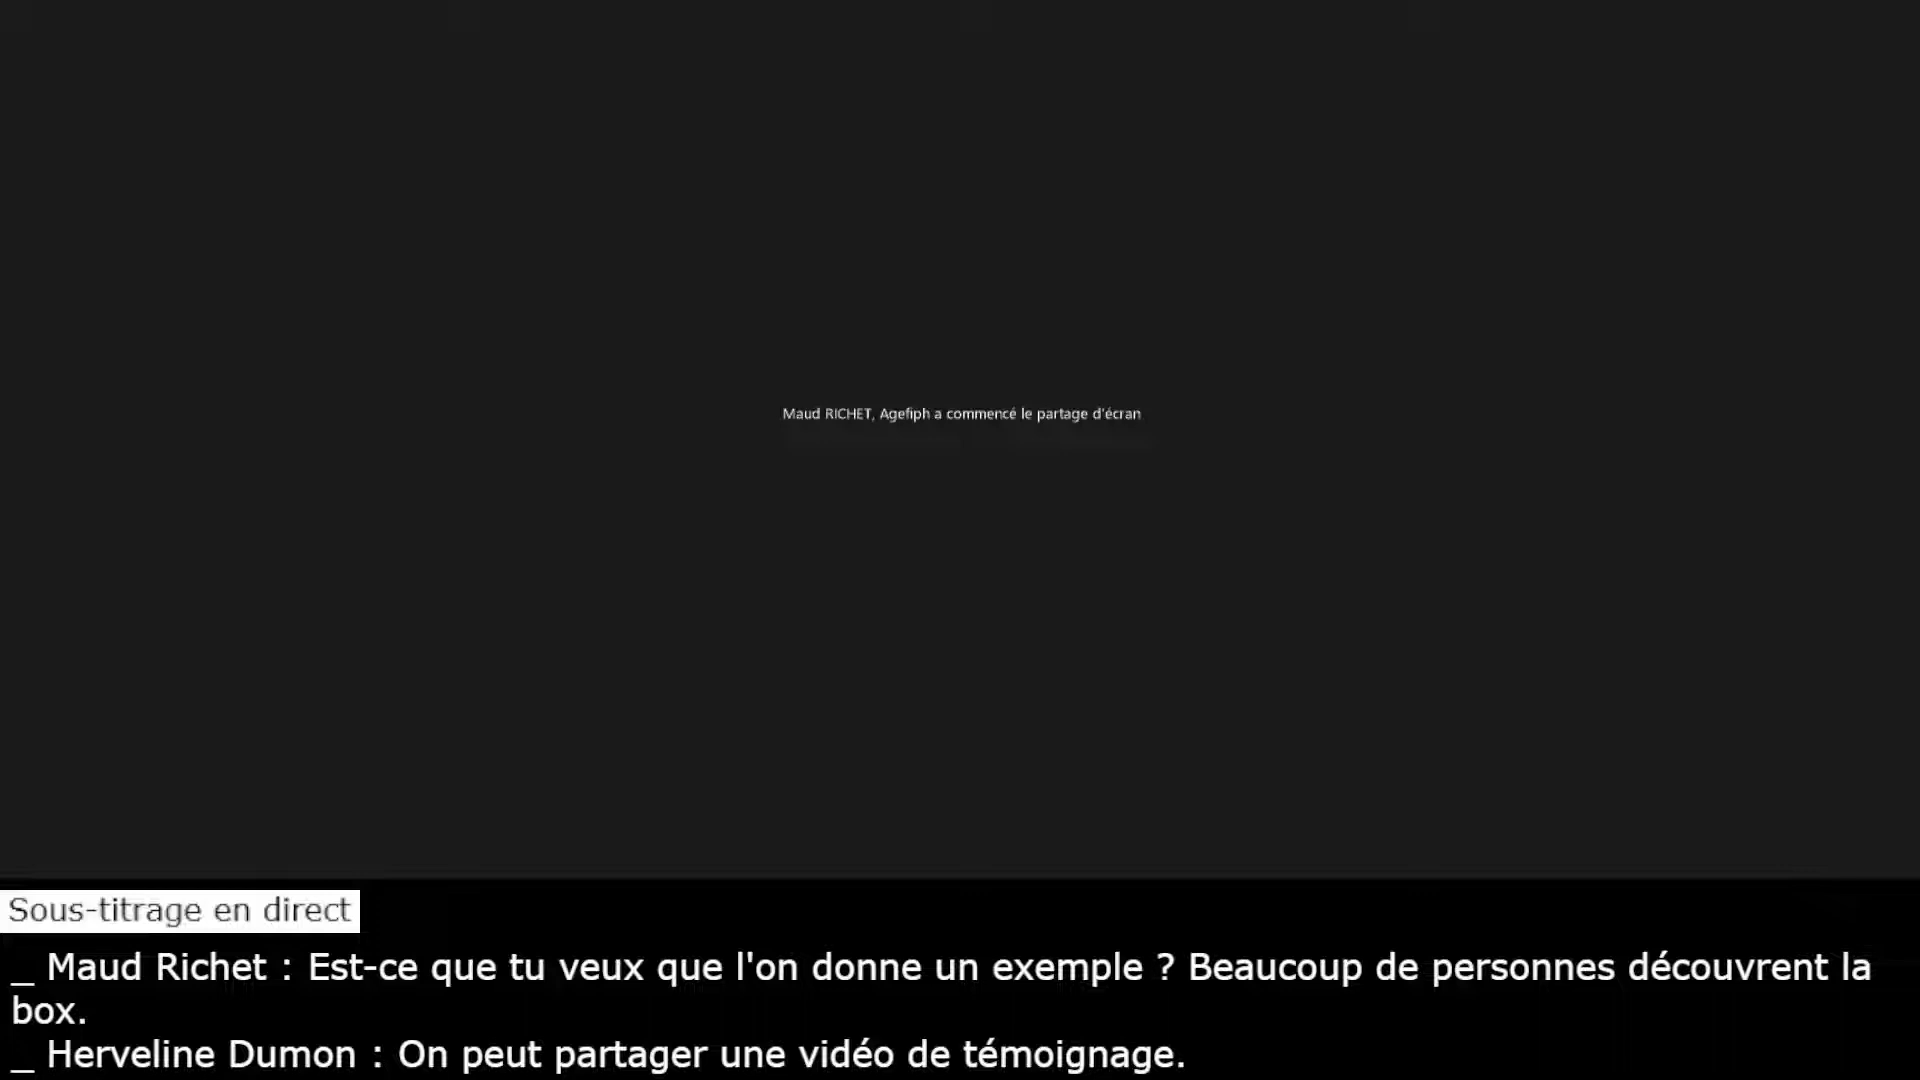 Maud RICHET, Agefiph a commencé le partage d'écran
Sous-titrage en direct
_ Maud Richet : Est-ce que tu veux que l'on donne un exemple ? Beaucoup de personnes découvrent la
box.
_ Herveline Dumon : On peut partager une vidéo de témoignage.